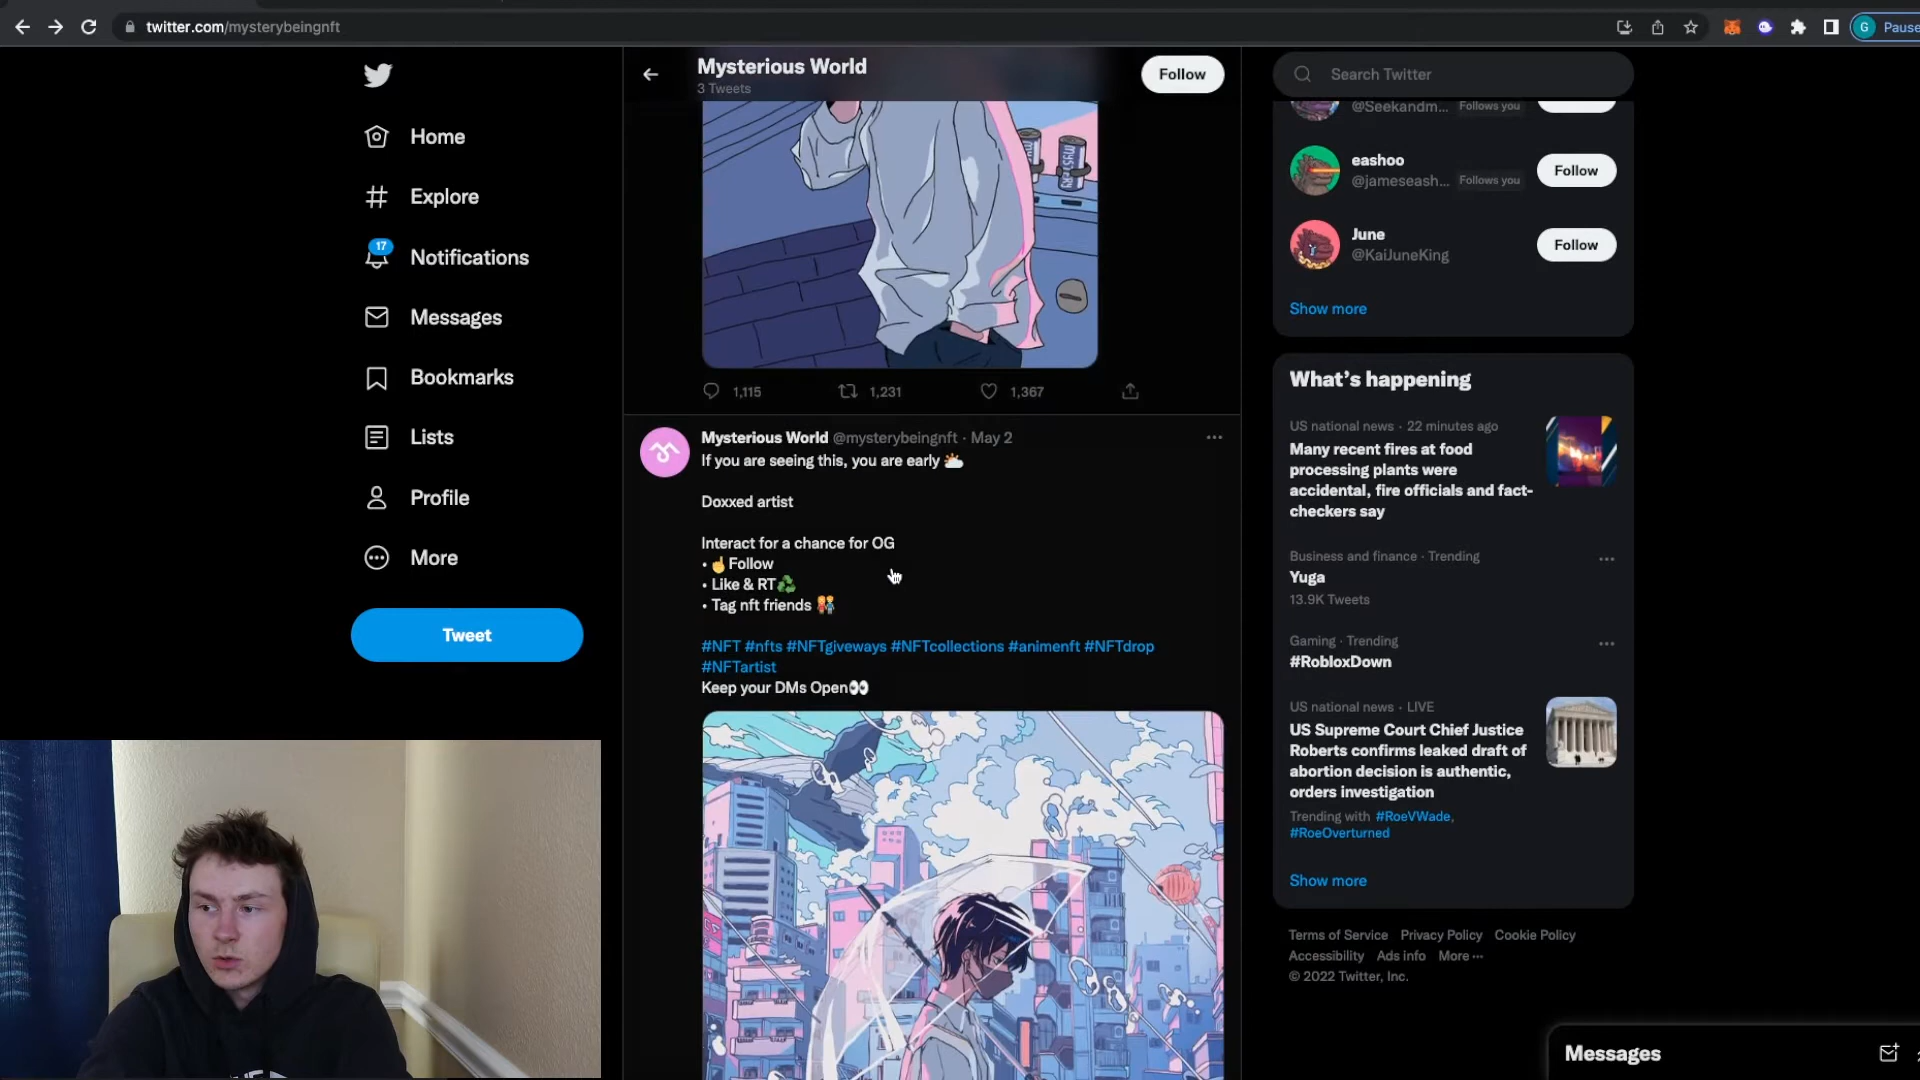 twitter.com/mysterybeingnft
G
Pause
Mysterious World
3 Tweets
Follow
Search Twitter
Home
Explore
17
Notifications
Messages
Bookmarks
Lists
Profile
More
Tweet
1,115
1,231
1,367
Mysterious World @mysterybeingnft · May 2
If you are seeing this, you are early ⛅
Doxxed artist
Interact for a chance for OG
• ☝Follow
• Like & RT♻
• Tag nft friends 👫
#NFT #nfts #NFTgiveways #NFTcollections #animenft #NFTdrop
#NFTartist
Keep your DMs Open👀
@Seekandm... Follows you
eashoo
@jameseash... Follows you
Follow
June
@KaiJuneKing
Follow
Show more
What's happening
US national news · 22 minutes ago
Many recent fires at food
processing plants were
accidental, fire officials and fact-
checkers say
Business and finance · Trending
Yuga
13.9K Tweets
Gaming · Trending
#RobloxDown
US national news · LIVE
US Supreme Court Chief Justice
Roberts confirms leaked draft of
abortion decision is authentic,
orders investigation
Trending with #RoeVWade,
#RoeOverturned
Show more
Terms of Service Privacy Policy Cookie Policy
Accessibility Ads info More ···
© 2022 Twitter, Inc.
Messages